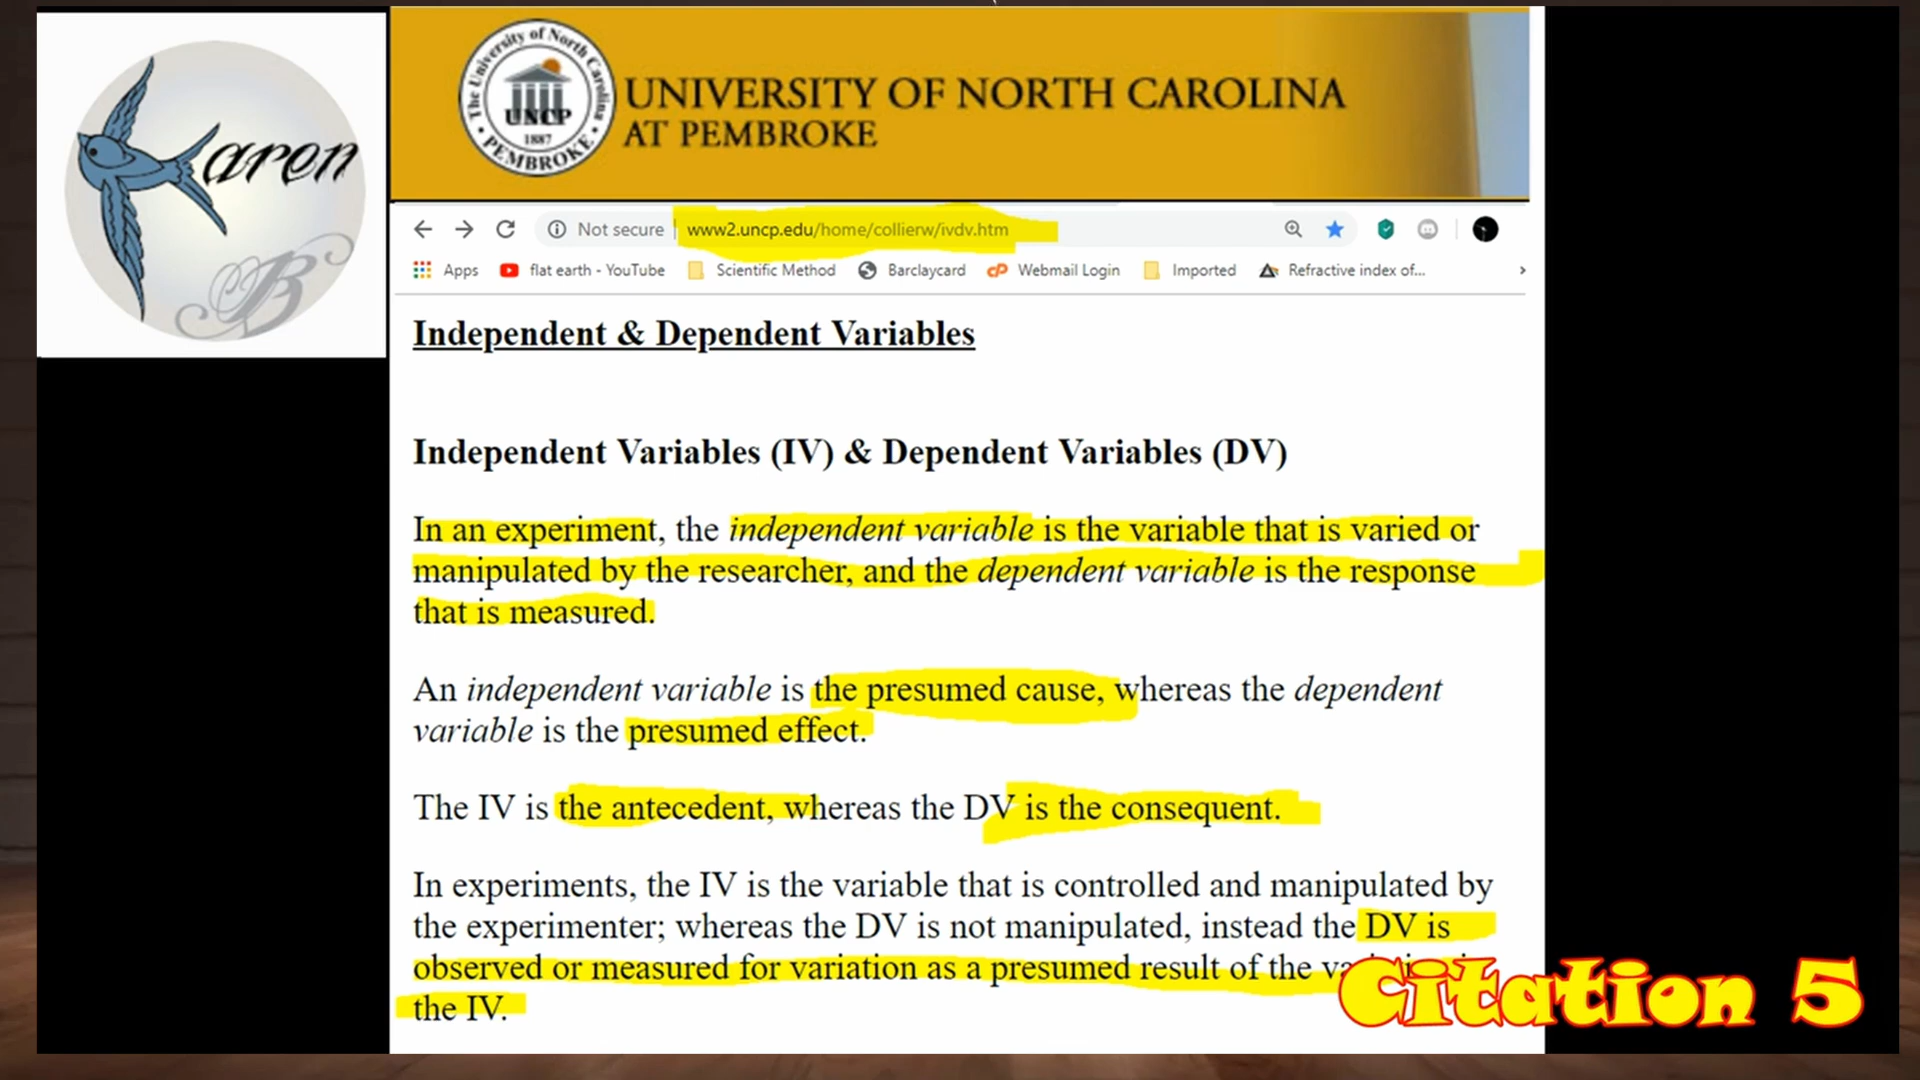 aren
B
The University of North Carolina
UNCP
1887
PEMBROKE
UNIVERSITY OF NORTH CAROLINA
AT PEMBROKE
Not secure | www2.uncp.edu/home/collierw/ivdv.htm
Apps flat earth - YouTube Scientific Method Barclaycard Webmail Login Imported Refractive index of...
Independent & Dependent Variables
Independent Variables (IV) & Dependent Variables (DV)
In an experiment, the independent variable is the variable that is varied or
manipulated by the researcher, and the dependent variable is the response
that is measured.
An independent variable is the presumed cause, whereas the dependent
variable is the presumed effect.
The IV is the antecedent, whereas the DV is the consequent.
In experiments, the IV is the variable that is controlled and manipulated by
the experimenter; whereas the DV is not manipulated, instead the DV is
observed or measured for variation as a presumed result of the
the IV.
Citation 5